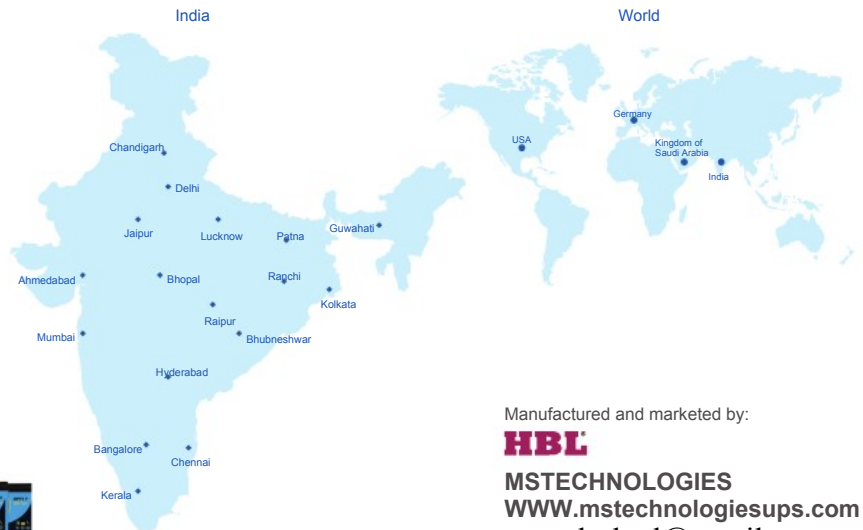 India
World
Chandigarh
Delhi
Jaipur
Lucknow
Patna
Guwahati
Ahmedabad
Bhopal
Ranchi
Kolkata
Raipur
Mumbai
Bhubneshwar
Hyderabad
Bangalore
Chennai
Kerala
Germany
USA
Kingdom of
Saudi Arabia
India
Manufactured and marketed by:
HBL
MSTECHNOLOGIES
WWW.mstechnologiesups.com